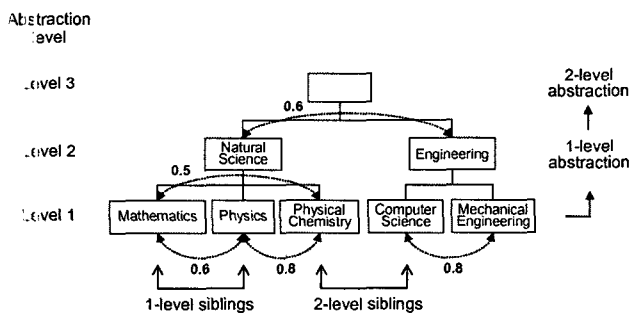 Abstraction
level
Level 3
2-level
abstraction
0.6
Level 2
Natural
Science
Engineering
1-level
abstraction
0.5
Level 1
Mathematics
Physics
Physical
Chemistry
Computer
Science
Mechanical
Engineering
0.6
0.8
0.8
1-level siblings
2-level siblings